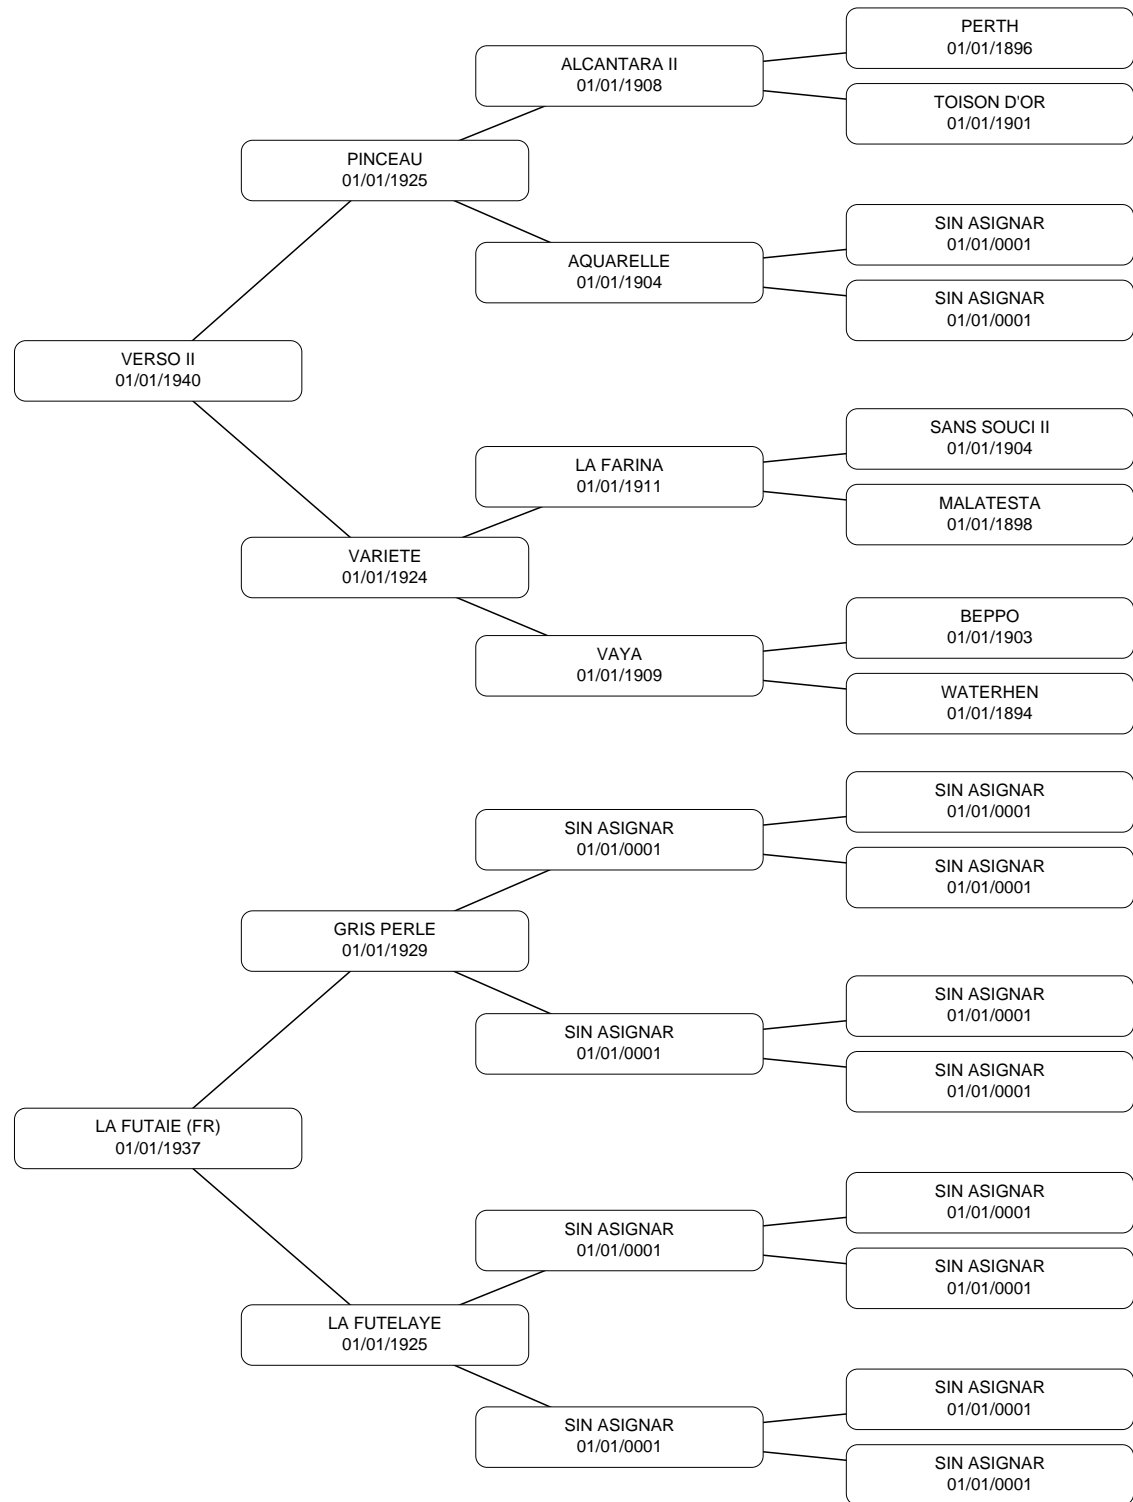 PERTH
01/01/1896
ALCANTARA II
01/01/1908
TOISON D'OR
01/01/1901
PINCEAU
01/01/1925
SIN ASIGNAR
01/01/0001
AQUARELLE
01/01/1904
SIN ASIGNAR
01/01/0001
VERSO II
01/01/1940
SANS SOUCI II
01/01/1904
LA FARINA
01/01/1911
MALATESTA
01/01/1898
VARIETE
01/01/1924
BEPPO
01/01/1903
VAYA
01/01/1909
WATERHEN
01/01/1894
SIN ASIGNAR
01/01/0001
SIN ASIGNAR
01/01/0001
SIN ASIGNAR
01/01/0001
GRIS PERLE
01/01/1929
SIN ASIGNAR
01/01/0001
SIN ASIGNAR
01/01/0001
SIN ASIGNAR
01/01/0001
LA FUTAIE (FR)
01/01/1937
SIN ASIGNAR
01/01/0001
SIN ASIGNAR
01/01/0001
SIN ASIGNAR
01/01/0001
LA FUTELAYE
01/01/1925
SIN ASIGNAR
01/01/0001
SIN ASIGNAR
01/01/0001
SIN ASIGNAR
01/01/0001